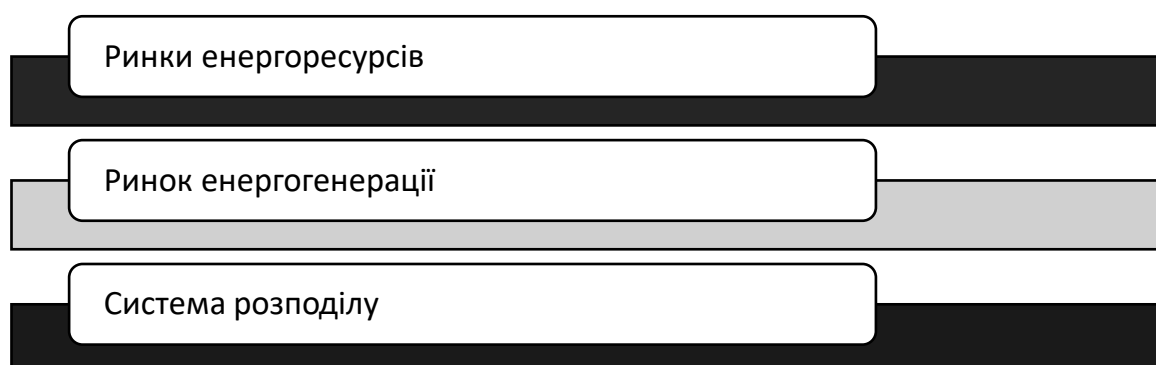 Ринки енергоресурсів
Ринок енергогенерації
Система розподілу